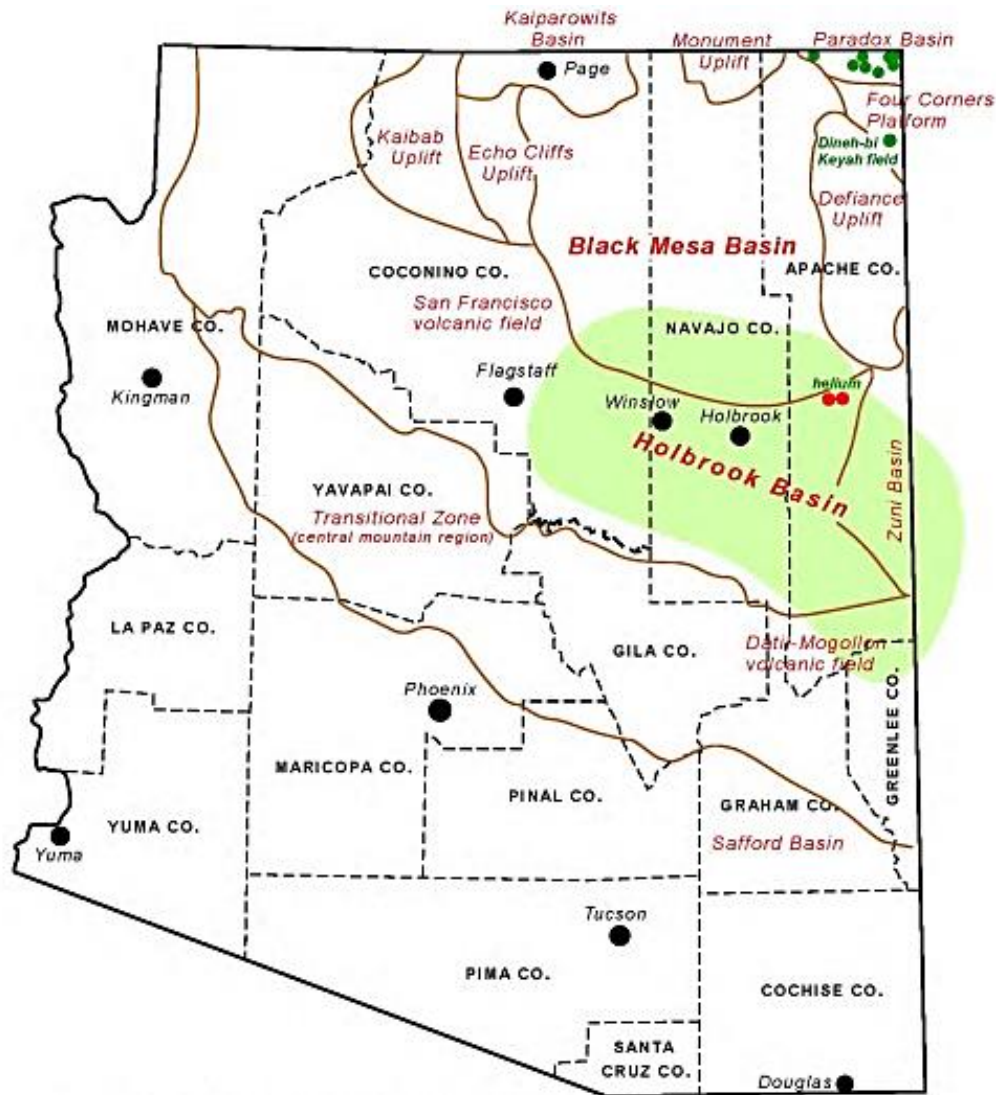 Kaiparowits
Basin
Monument
Uplift
Paradox Basin
Page
Four Corners
Platform
Kaibab
Uplift
Echo Cliffs
Uplift
Dineh-bi
Keyah field
Defiance
Uplift
Black Mesa Basin
COCONINO CO.
APACHE CO.
San Francisco
volcanic field
MOHAVE CO.
NAVAJO CO.
Kingman
Flagstaff
helium
Winslow
Holbrook
Holbrook Basin
Zuni Basin
YAVAPAI CO.
Transitional Zone
(central mountain region)
LA PAZ CO.
GILA CO.
Datil-Mogollon
volcanic field
Phoenix
GREENLEE CO.
MARICOPA CO.
PINAL CO.
GRAHAM CO.
YUMA CO.
Yuma
Safford Basin
Tucson
PIMA CO.
COCHISE CO.
SANTA
CRUZ CO.
Douglas